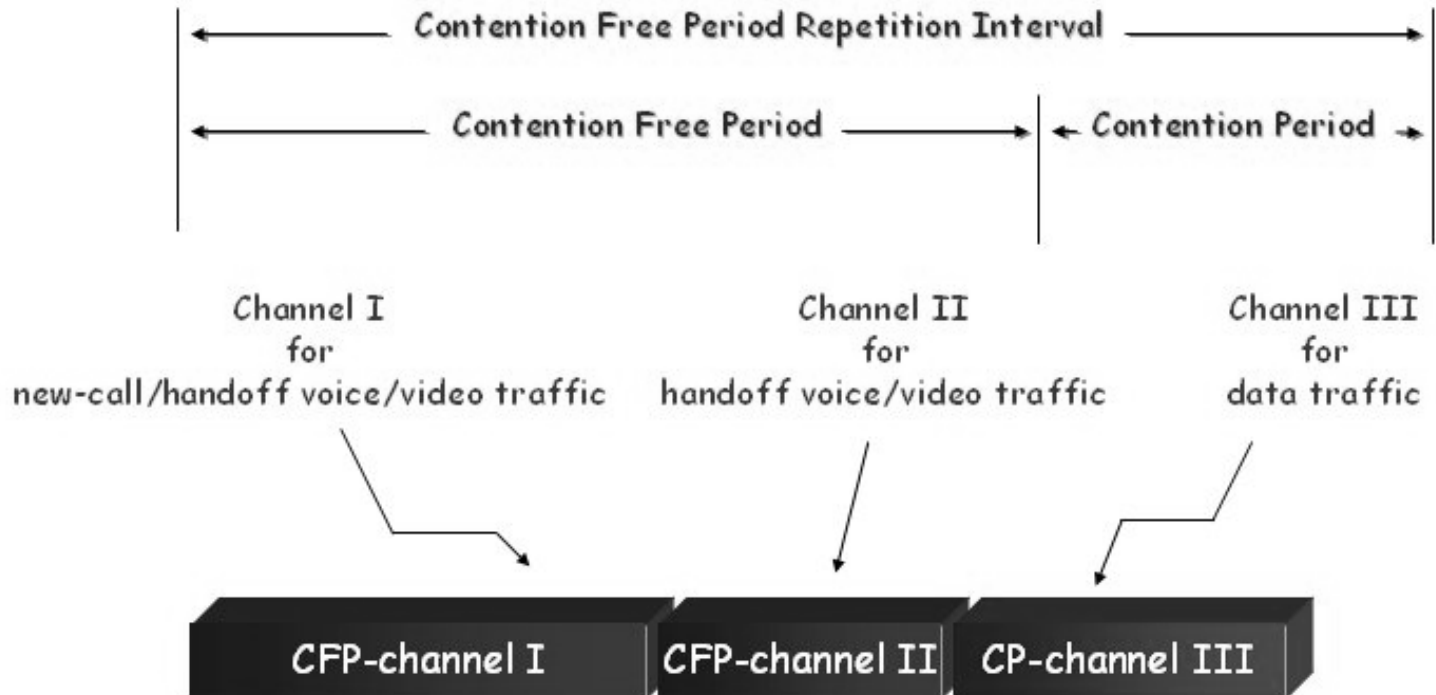 Contention Free Period Repetition Interval
Contention Free Period
Contention Period
Channel I
for
new-call/handoff voice/video traffic
Channel II
for
handoff voice/video traffic
Channel III
for
data traffic
CFP-channel I
CFP-channel II
CP-channel III